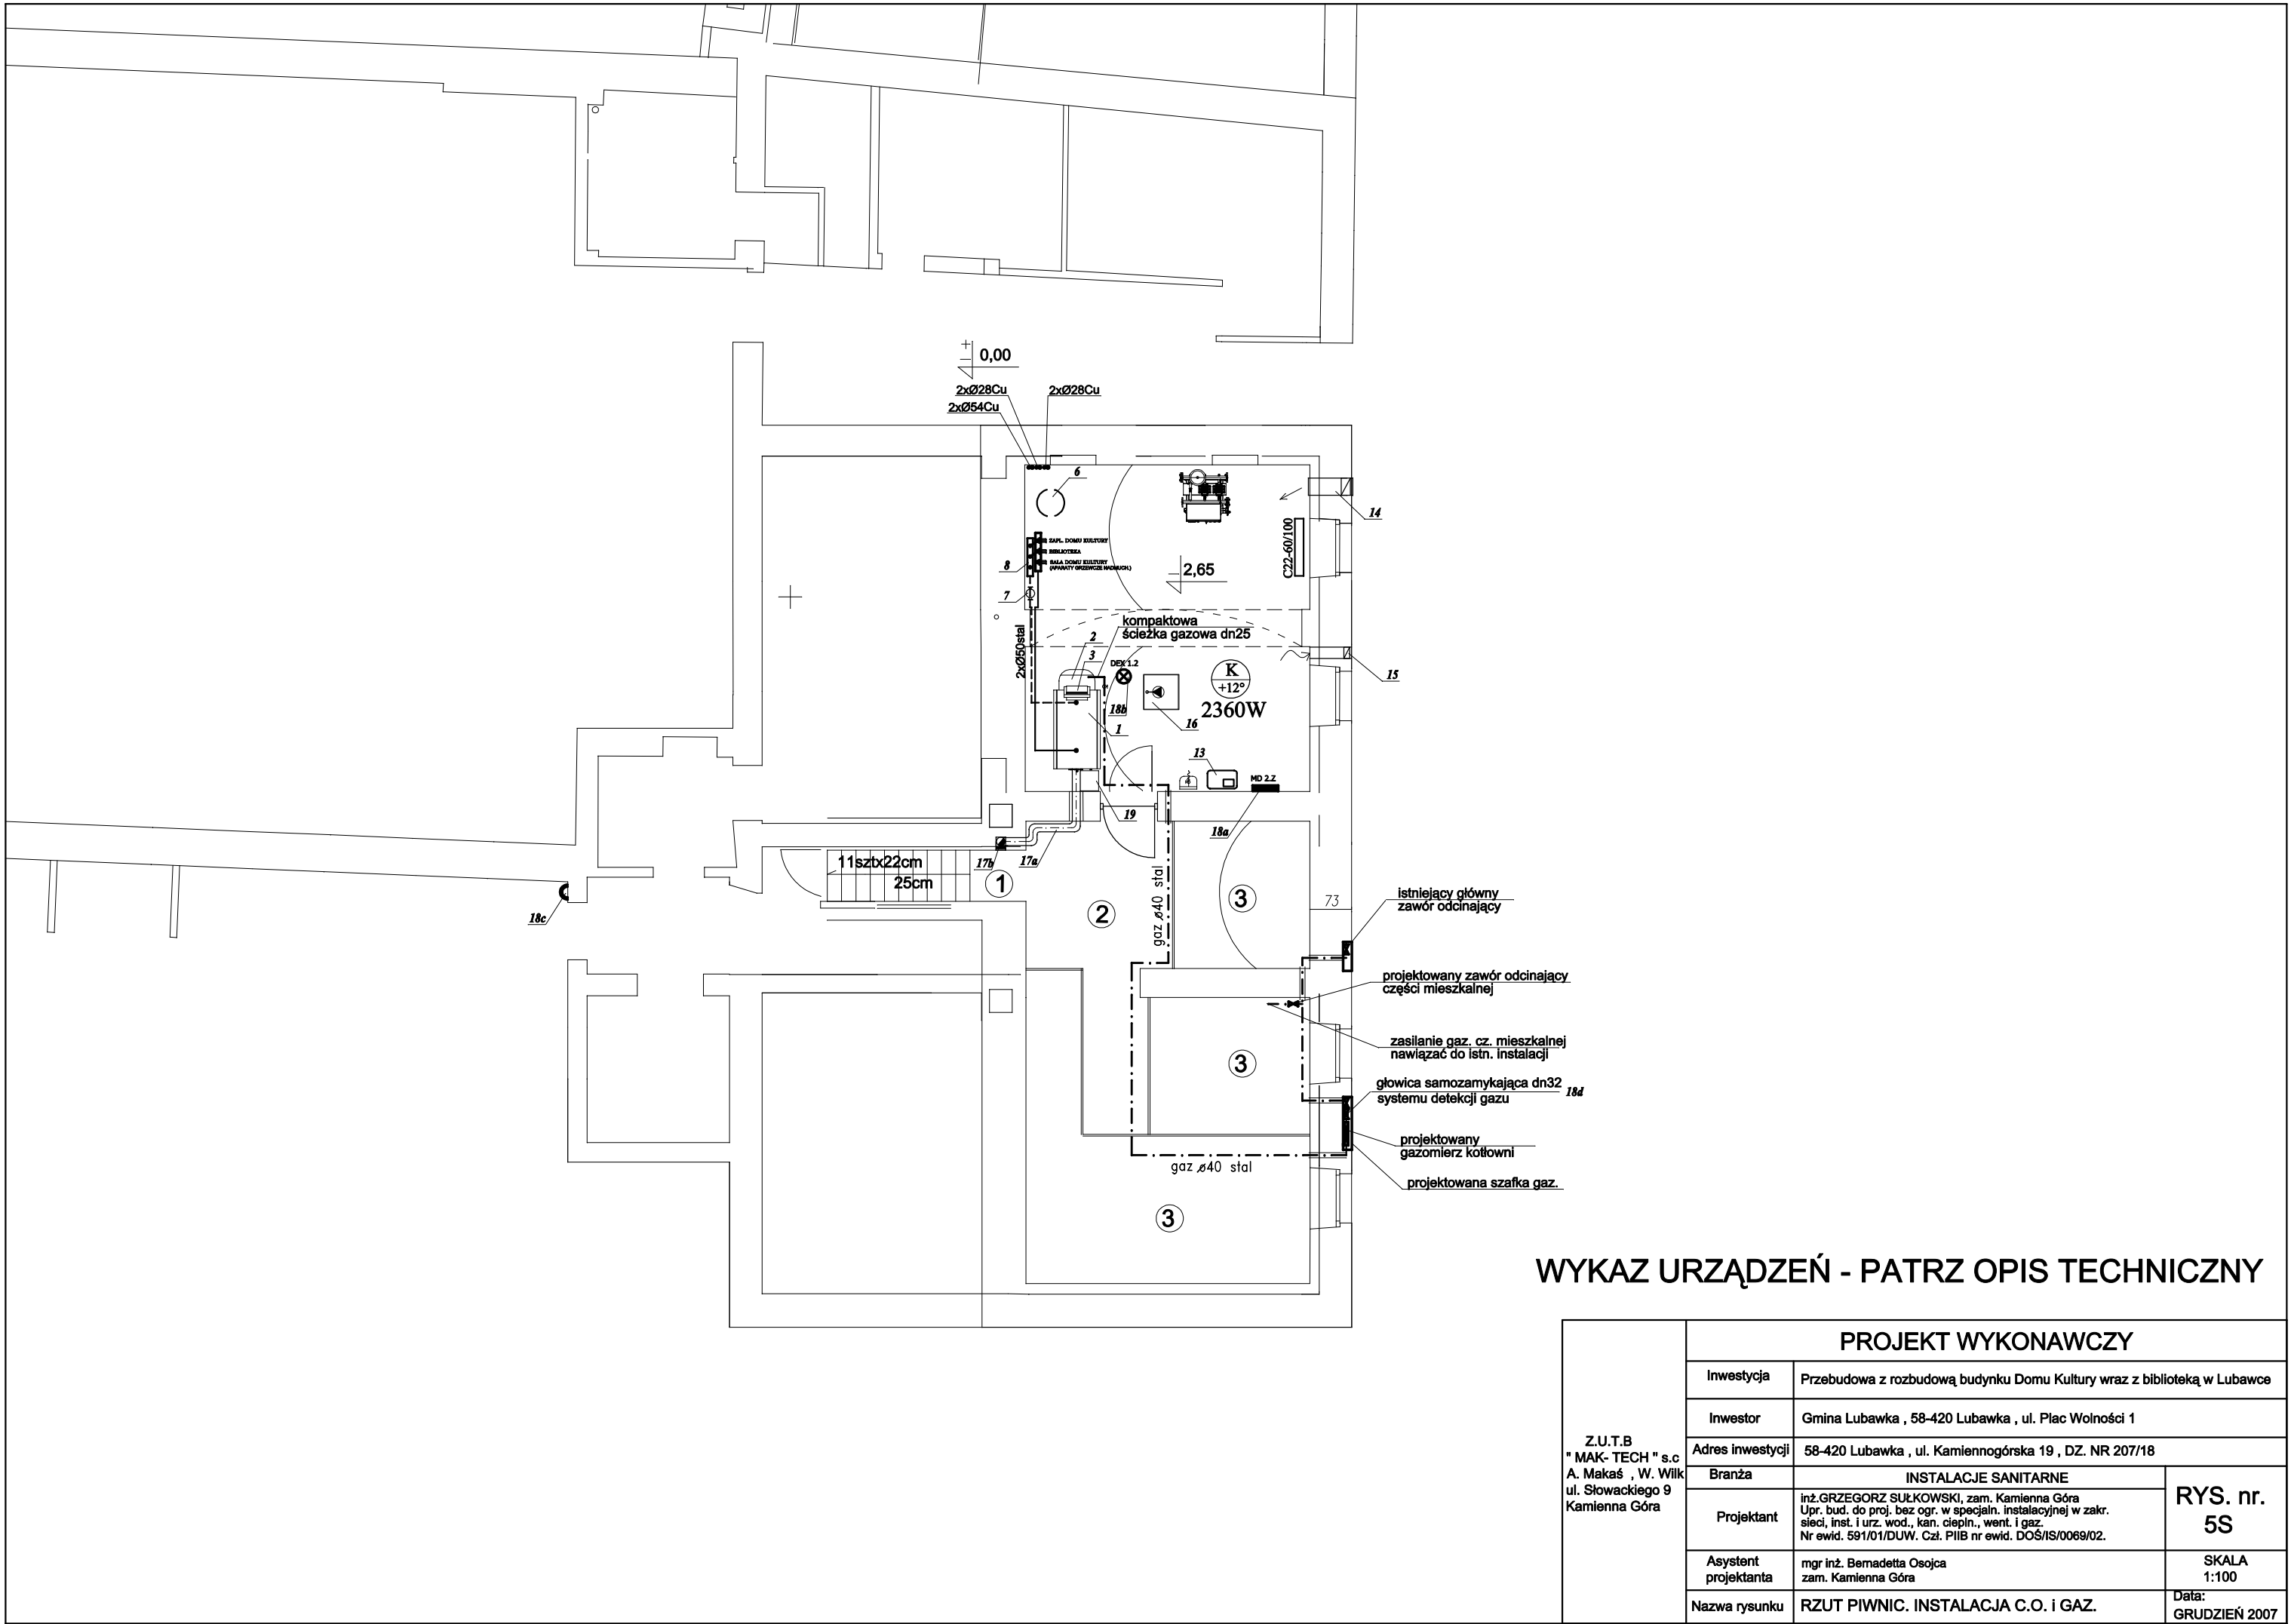 +
− 0,00
2xØ28Cu
2xØ28Cu
2xØ54Cu
6
14
C22-60/100
ZAPL. DOMU KULTURY
BIBLIOTEKA
SALA DOMU KULTURY
(APARATY GRZEWCZE NADMUCH.)
8
− 2,65
7
kompaktowa
ścieżka gazowa dn25
2xØ50stal
2
3
DEX 1.2
K
+12°
15
18b
2360W
16
1
13
MD 2.Z
19
18a
17b
17a
11sztx22cm
25cm
1
18c
2
gaz ø40 stal
3
73
istniejący główny
zawór odcinający
projektowany zawór odcinający
części mieszkalnej
zasilanie gaz. cz. mieszkalnej
nawiązać do istn. instalacji
3
głowica samozamykająca dn32
systemu detekcji gazu
18d
projektowany
gazomierz kotłowni
gaz ø40 stal
projektowana szafka gaz.
3
WYKAZ URZĄDZEŃ - PATRZ OPIS TECHNICZNY
PROJEKT WYKONAWCZY
Inwestycja
Przebudowa z rozbudową budynku Domu Kultury wraz z biblioteką w Lubawce
Inwestor
Gmina Lubawka , 58-420 Lubawka , ul. Plac Wolności 1
Adres inwestycji
58-420 Lubawka , ul. Kamiennogórska 19 , DZ. NR 207/18
Z.U.T.B
" MAK- TECH " s.c
A. Makaś , W. Wilk
ul. Słowackiego 9
Kamienna Góra
Branża
INSTALACJE SANITARNE
RYS. nr.
5S
Projektant
inż.GRZEGORZ SUŁKOWSKI, zam. Kamienna Góra
Upr. bud. do proj. bez ogr. w specjaln. instalacyjnej w zakr.
sieci, inst. i urz. wod., kan. ciepln., went. i gaz.
Nr ewid. 591/01/DUW. Czł. PIIB nr ewid. DOŚ/IS/0069/02.
Asystent
projektanta
mgr inż. Bernadetta Osojca
zam. Kamienna Góra
SKALA
1:100
Nazwa rysunku
RZUT PIWNIC. INSTALACJA C.O. i GAZ.
Data:
GRUDZIEŃ 2007